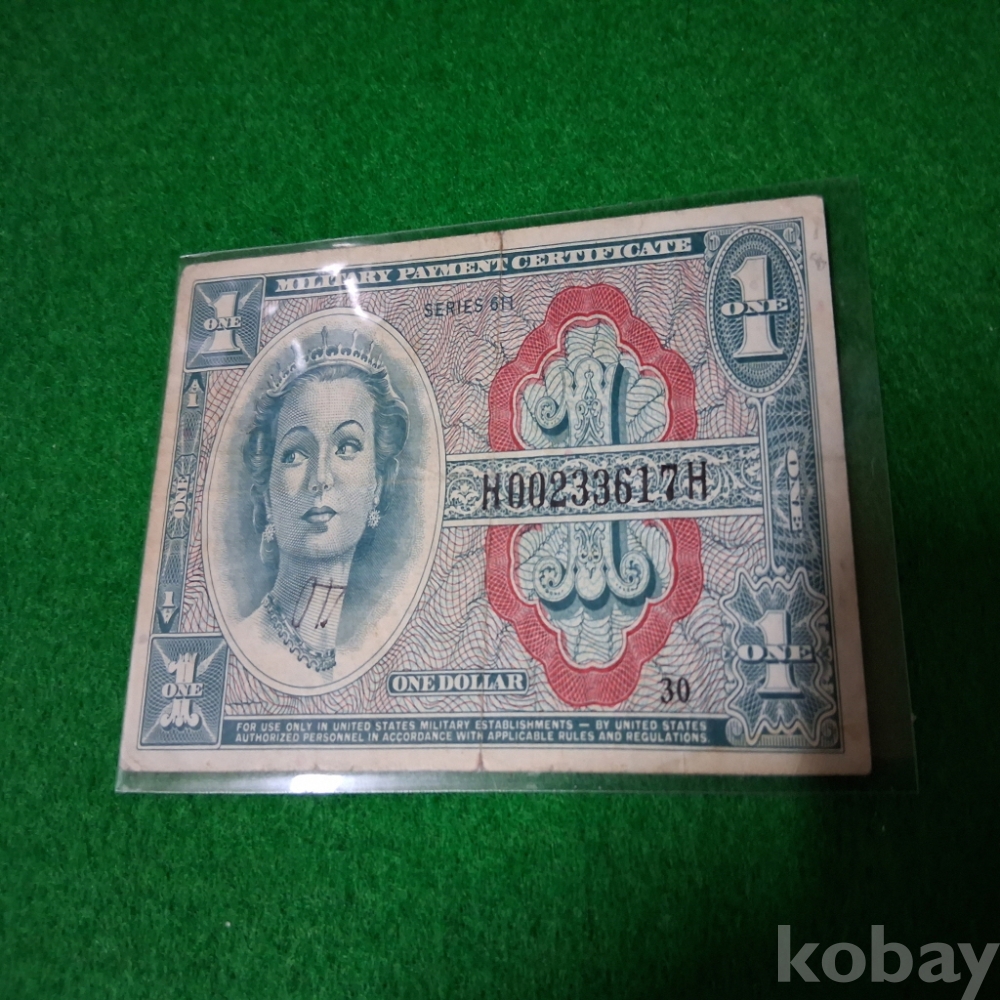 MILITARY PAYMENT CERTIFICATE
SERIES 611
1
ONE
1
ONE
1
ONE
1
ONE
H00233617H
1
ONE
ONE DOLLAR
30
1
ONE
FOR USE ONLY IN UNITED STATES MILITARY ESTABLISHMENTS — BY UNITED STATES
AUTHORIZED PERSONNEL IN ACCORDANCE WITH APPLICABLE RULES AND REGULATIONS.
kobay